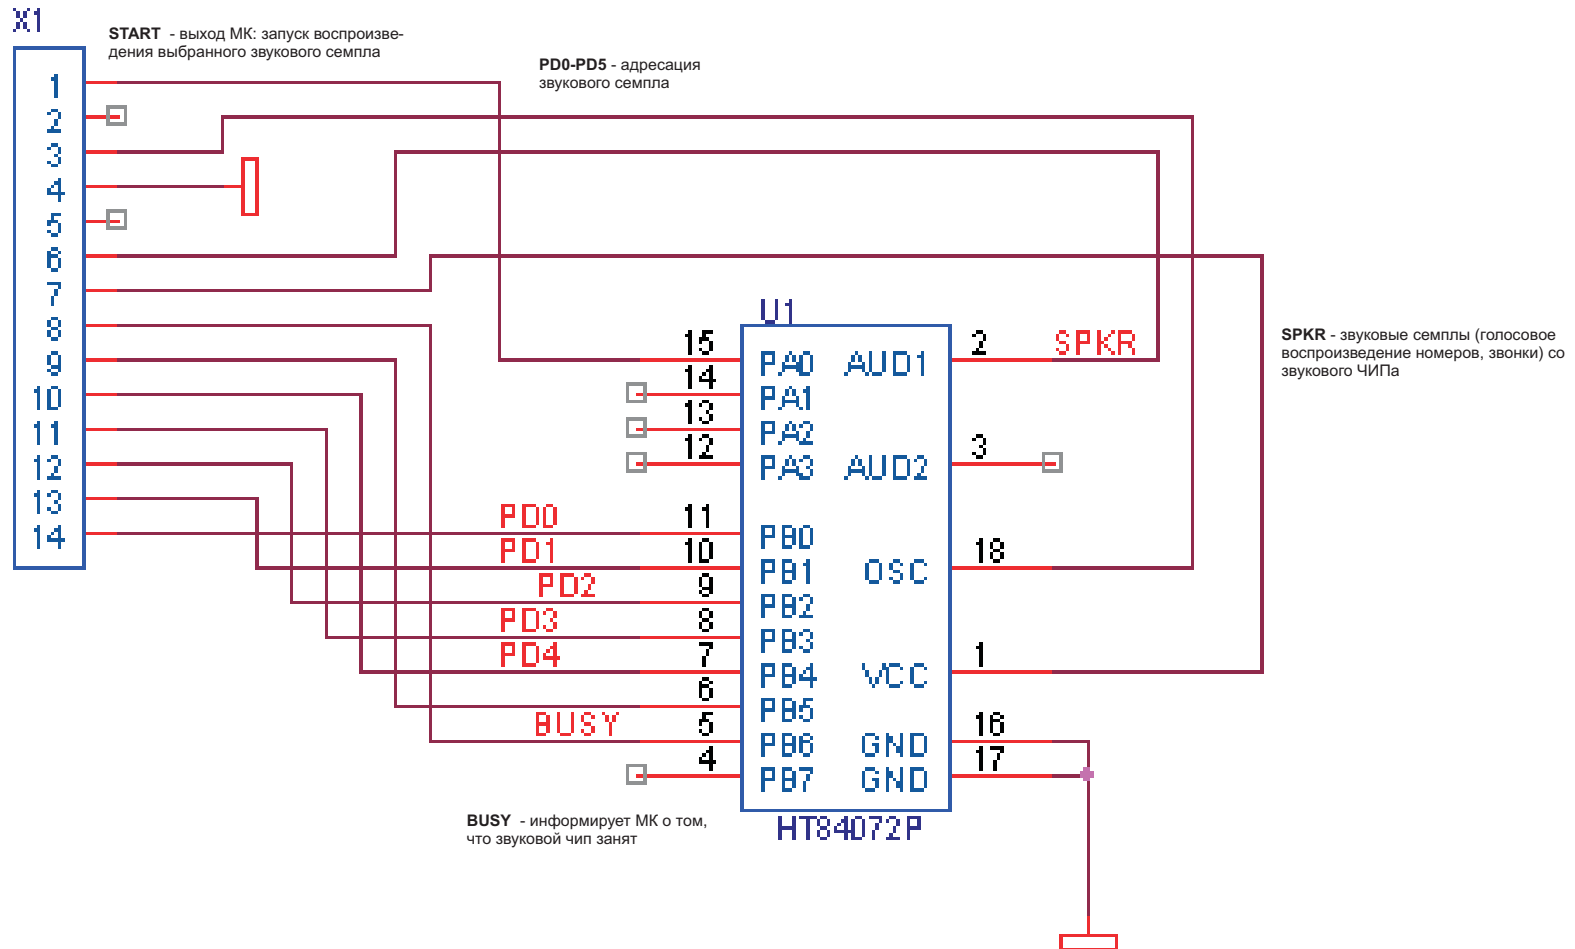 X1
START - выход МК: запуск воспроизве-
дения выбранного звукового семпла
PD0-PD5 - адресация
звукового семпла
1
2
3
4
5
6
7
8
9
10
11
12
13
14
U1
15 PA0 AUD1 2 SPKR
14 PA1
13 PA2
12 PA3 AUD2 3
PD0 11 PB0
PD1 10 PB1 OSC 18
PD2 9 PB2
PD3 8 PB3
PD4 7 PB4 VCC 1
6 PB5
BUSY 5 PB6 GND 16
4 PB7 GND 17
HT84072P
SPKR - звуковые семплы (голосовое
воспроизведение номеров, звонки) со
звукового ЧИПа
BUSY - информирует МК о том,
что звуковой чип занят